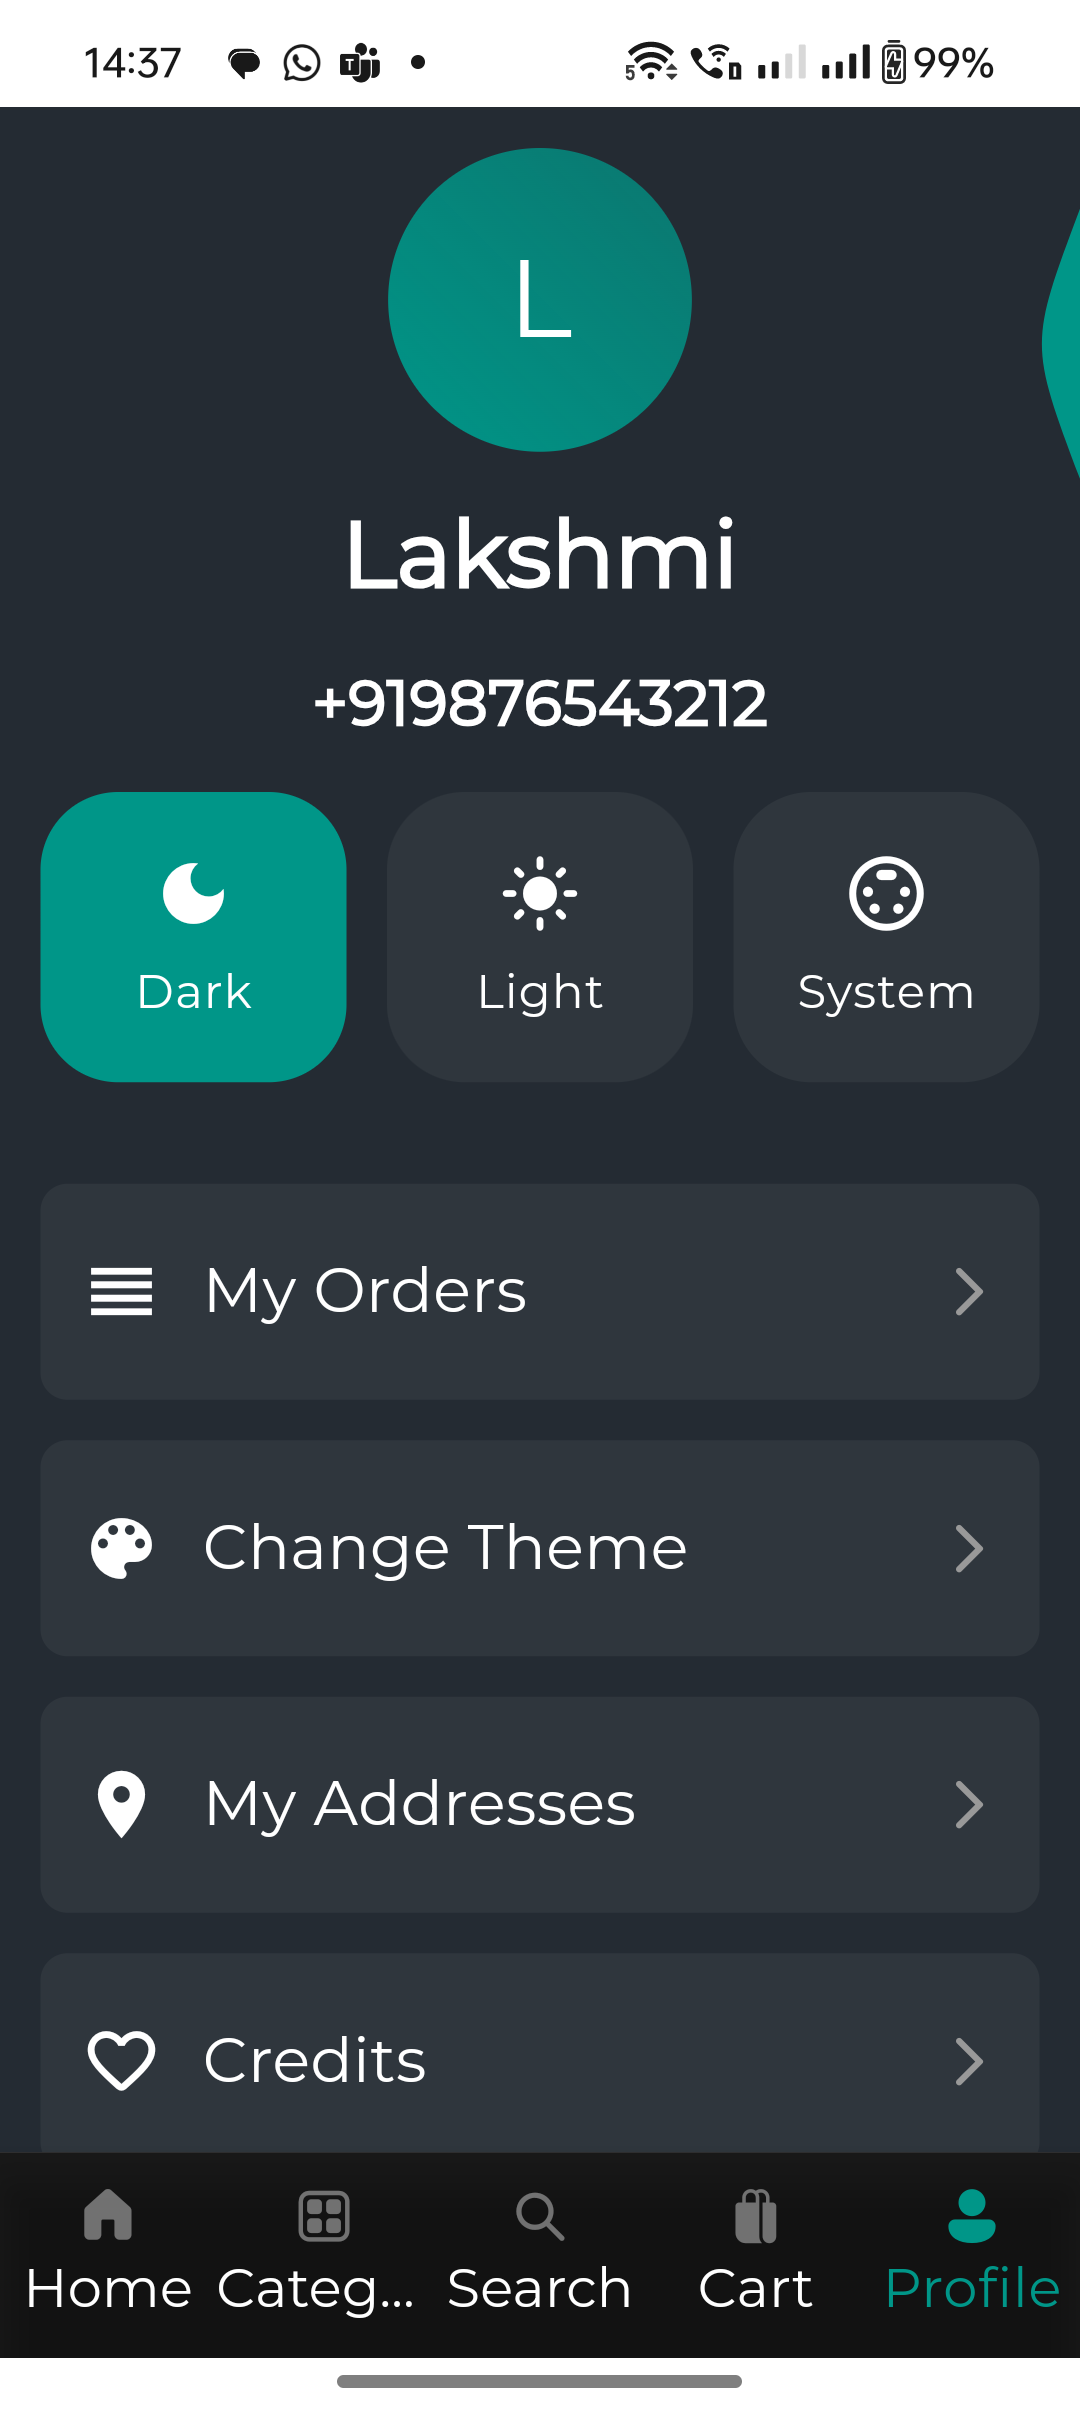 14:37
99%
L
Lakshmi
+919876543212
Dark
Light
System
My Orders
Change Theme
My Addresses
Credits
Home
Categ...
Search
Cart
Profile